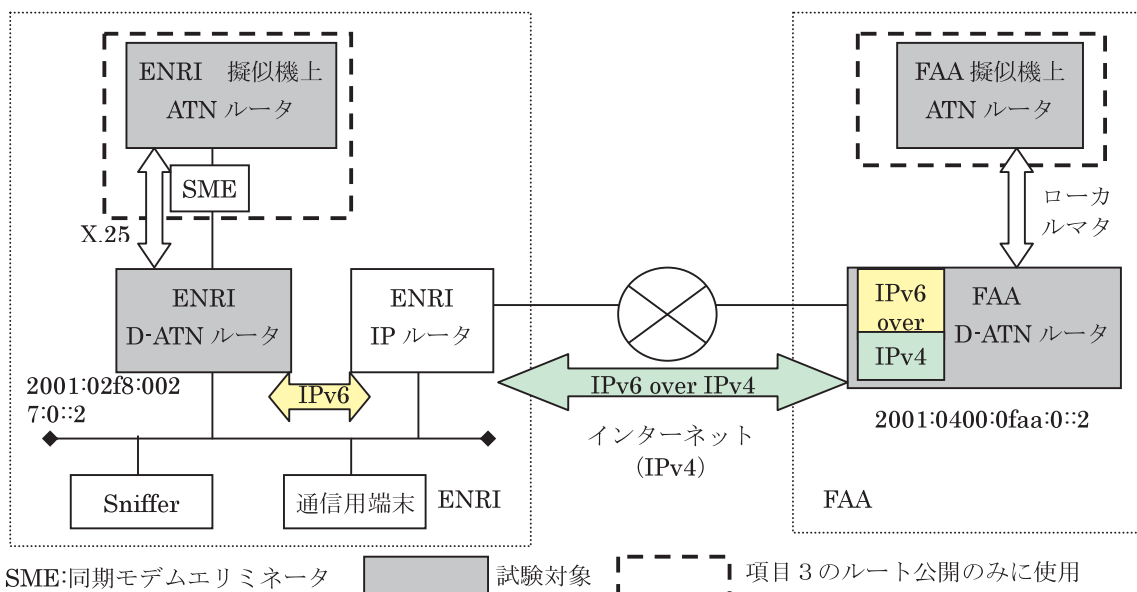 ENRI 擬似機上
ATN ルータ
SME
X.25
ENRI
D-ATN ルータ
ENRI
IP ルータ
2001:02f8:002
7:0::2
IPv6
Sniffer
通信用端末
ENRI
IPv6 over IPv4
インターネット
(IPv4)
FAA 擬似機上
ATN ルータ
ローカ
ルマタ
IPv6
over
IPv4
FAA
D-ATN ルータ
2001:0400:0faa:0::2
FAA
SME:同期モデムエリミネータ
試験対象
項目３のルート公開のみに使用